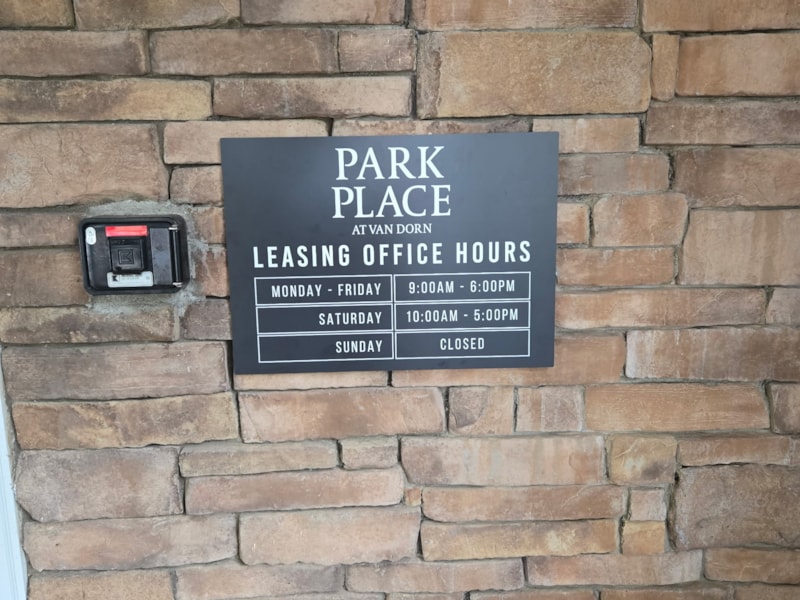 PARK
PLACE
AT VAN DORN
LEASING OFFICE HOURS
MONDAY - FRIDAY 9:00AM - 6:00PM
SATURDAY 10:00AM - 5:00PM
SUNDAY CLOSED